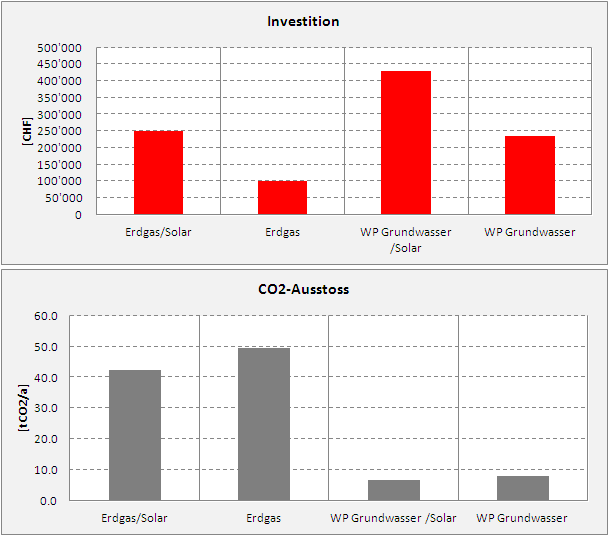 Investition
[CHF]
500'000
450'000
400'000
350'000
300'000
250'000
200'000
150'000
100'000
50'000
0
Erdgas/Solar
Erdgas
WP Grundwasser
/Solar
WP Grundwasser
CO2-Ausstoss
[tCO2/a]
60.0
50.0
40.0
30.0
20.0
10.0
0.0
Erdgas/Solar
Erdgas
WP Grundwasser /Solar
WP Grundwasser